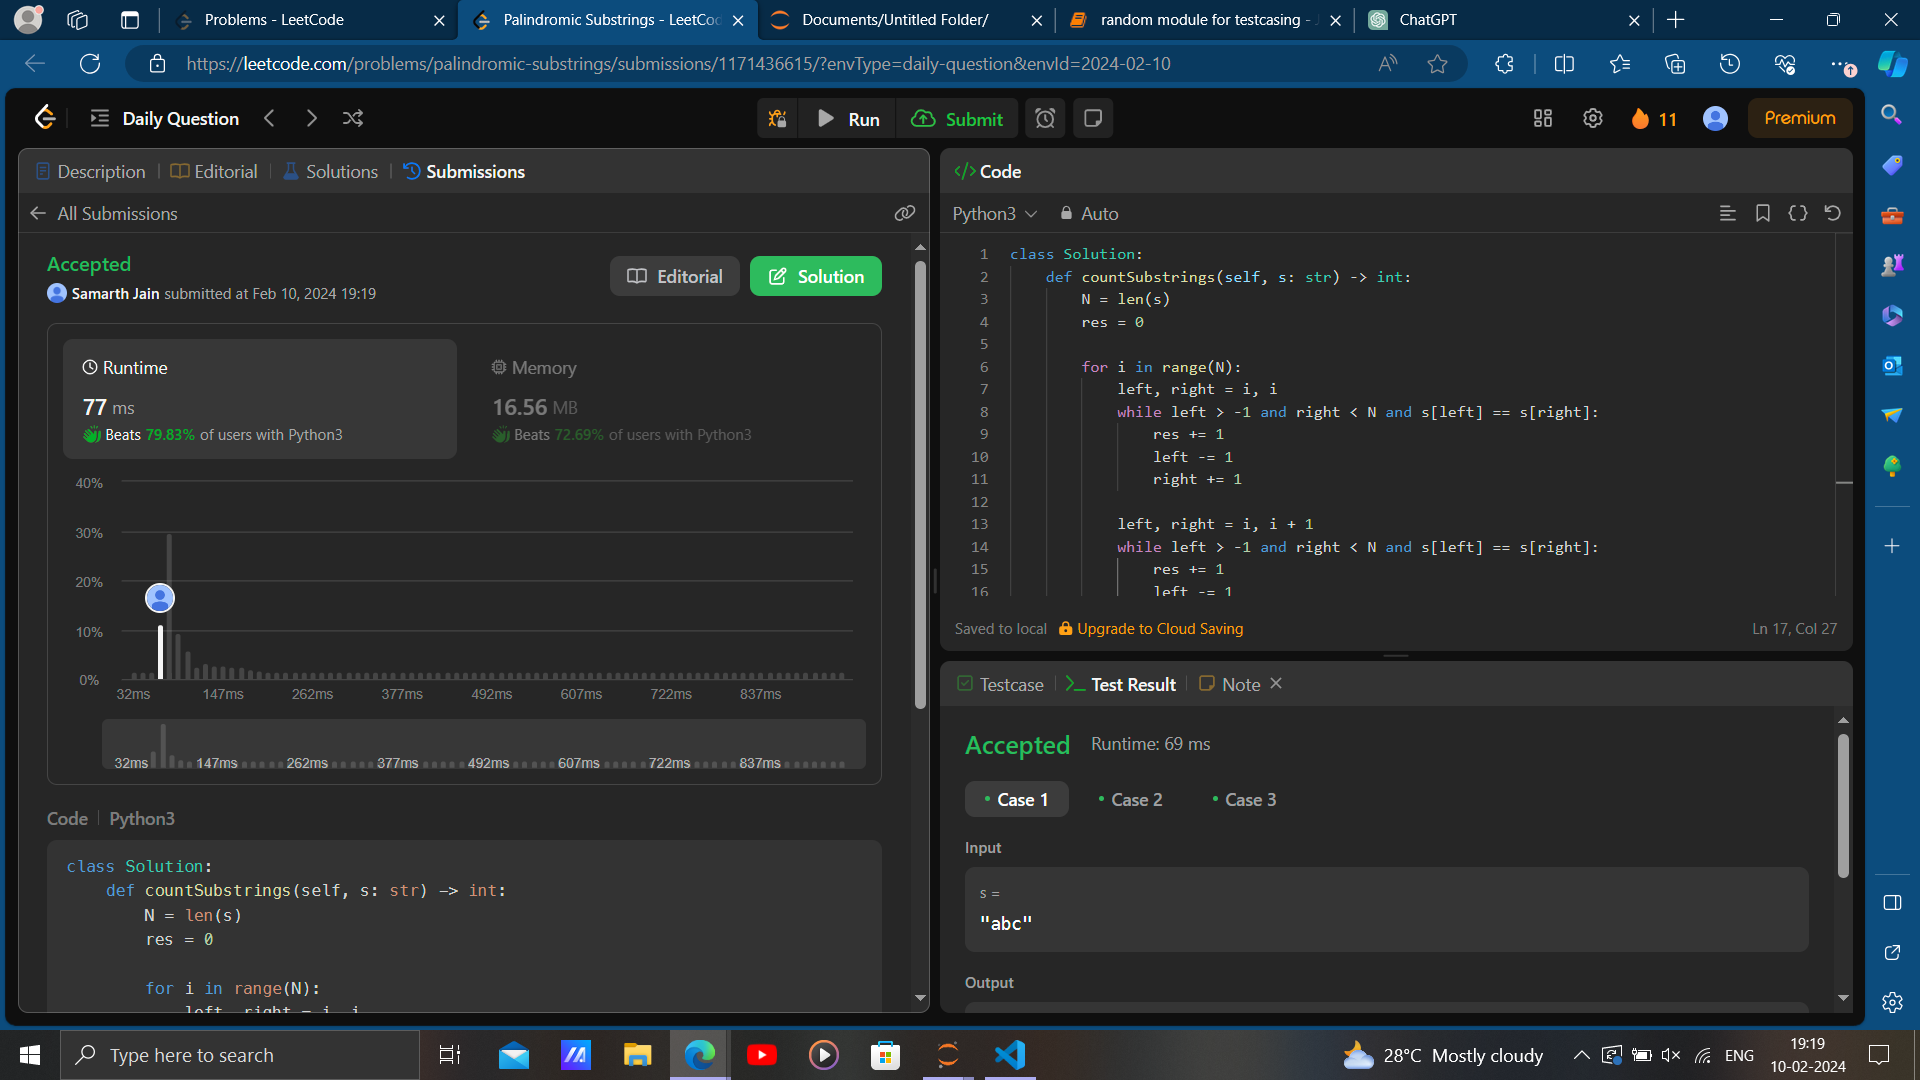 Problems - LeetCode
Palindromic Substrings - LeetCo
Documents/Untitled Folder/
random module for testcasing -
ChatGPT
https://leetcode.com/problems/palindromic-substrings/submissions/1171436615/?envType=daily-question&envId=2024-02-10
Daily Question
Run
Submit
11
Premium
Description
Editorial
Solutions
Submissions
All Submissions
Accepted
Samarth Jain submitted at Feb 10, 2024 19:19
Editorial
Solution
Runtime
77 ms
Beats 79.83% of users with Python3
Memory
16.56 MB
Beats 72.69% of users with Python3
40%
30%
20%
10%
0%
32ms 147ms 262ms 377ms 492ms 607ms 722ms 837ms
32ms 147ms 262ms 377ms 492ms 607ms 722ms 837ms
Code Python3
class Solution:
def countSubstrings(self, s: str) -> int:
N = len(s)
res = 0
for i in range(N):
left, right = i, i
Code
Python3
Auto
1 class Solution:
2 def countSubstrings(self, s: str) -> int:
3 N = len(s)
4 res = 0
5
6 for i in range(N):
7 left, right = i, i
8 while left > -1 and right < N and s[left] == s[right]:
9 res += 1
10 left -= 1
11 right += 1
12
13 left, right = i, i + 1
14 while left > -1 and right < N and s[left] == s[right]:
15 res += 1
16 left -= 1
Saved to local
Upgrade to Cloud Saving
Ln 17, Col 27
Testcase
Test Result
Note
Accepted Runtime: 69 ms
Case 1
Case 2
Case 3
Input
s =
"abc"
Output
Type here to search
28°C Mostly cloudy
ENG
19:19
10-02-2024